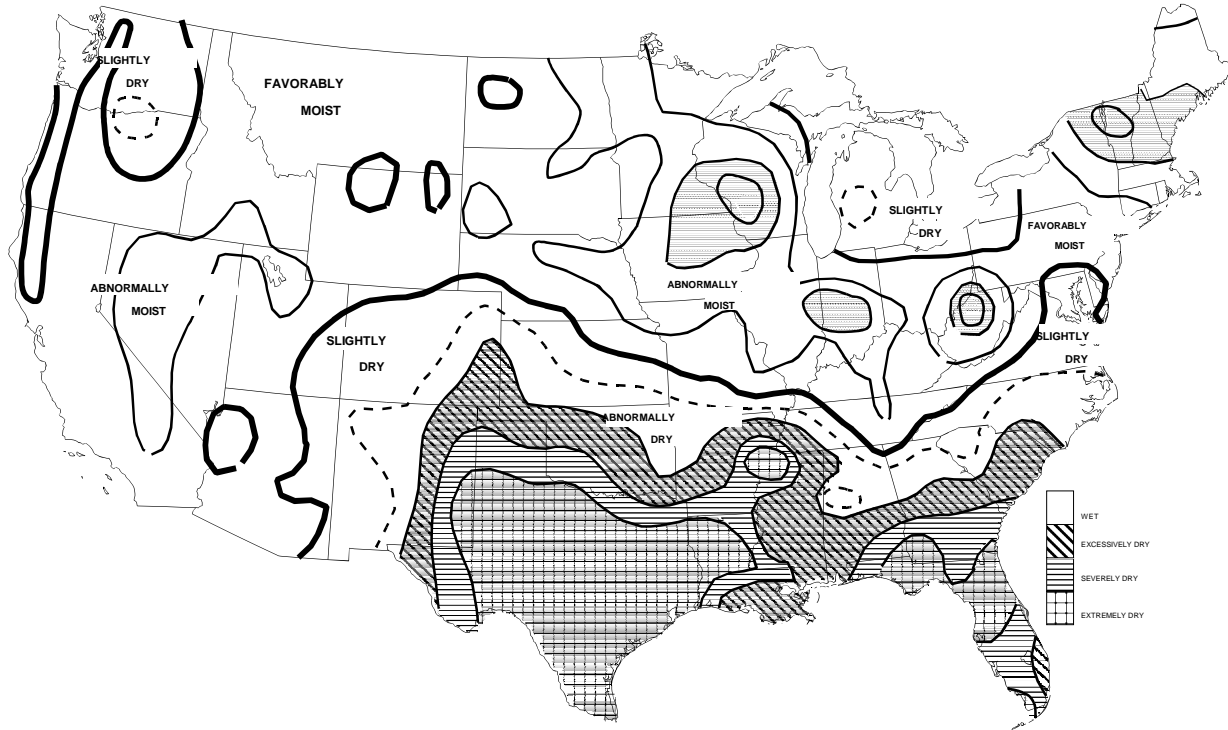 SLIGHTLY
DRY
FAVORABLY
MOIST
SLIGHTLY
DRY
FAVORABLY
MOIST
ABNORMALLY
MOIST
ABNORMALLY
MOIST
SLIGHTLY
DRY
SLIGHTLY
DRY
ABNORMALLY
DRY
WET
EXCESSIVELY DRY
SEVERELY DRY
EXTREMELY DRY